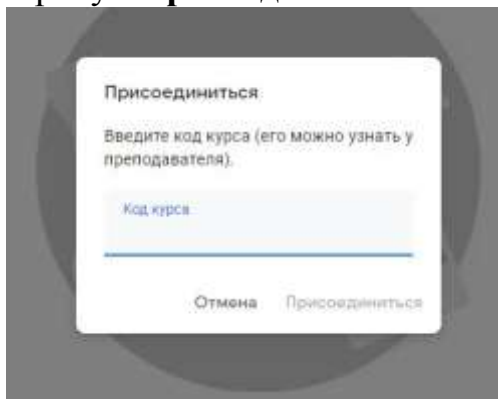 Присоединиться
Введите код курса (его можно узнать у
преподавателя).
Код курса
Отмена Присоединиться